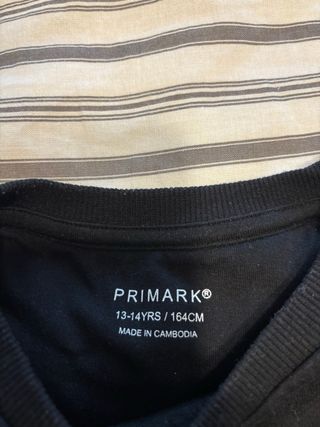 PRIMARK®
13-14YRS / 164CM
MADE IN CAMBODIA